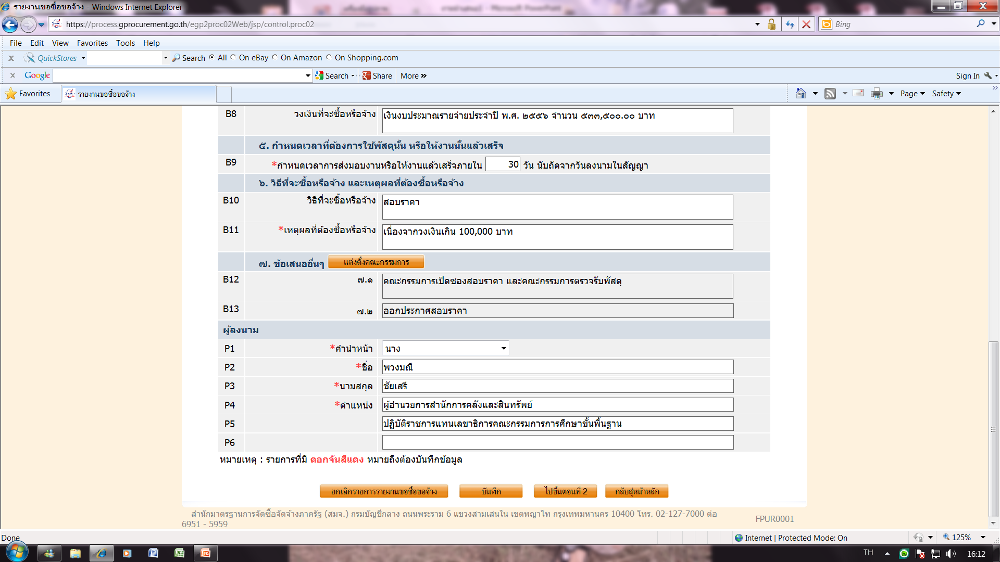 รายงานขอซื้อขอจ้าง - Windows Internet Explorer
https://process.gprocurement.go.th/egp2proc02Web/jsp/control.proc02
Bing
File Edit View Favorites Tools Help
x QuickStores Search All On eBay On Amazon On Shopping.com
x Google Search Share More »
Sign In
Favorites รายงานขอซื้อขอจ้าง
Page Safety
B8 วงเงินที่จะซื้อหรือจ้าง เงินงบประมาณรายจ่ายประจำปี พ.ศ. ๒๕๕๖ จำนวน ๕๓๓,๕๐๐.๐๐ บาท
๕. กำหนดเวลาที่ต้องการใช้พัสดุนั้น หรือให้งานนั้นแล้วเสร็จ
B9 *กำหนดเวลาการส่งมอบงานหรือให้งานแล้วเสร็จภายใน 30 วัน นับถัดจากวันลงนามในสัญญา
๖. วิธีที่จะซื้อหรือจ้าง และเหตุผลที่ต้องซื้อหรือจ้าง
B10 วิธีที่จะซื้อหรือจ้าง สอบราคา
B11 *เหตุผลที่ต้องซื้อหรือจ้าง เนื่องจากวงเงินเกิน 100,000 บาท
๗. ข้อเสนออื่นๆ แต่งตั้งคณะกรรมการ
B12 ๗.๑ คณะกรรมการเปิดซองสอบราคา และคณะกรรมการตรวจรับพัสดุ
B13 ๗.๒ ออกประกาศสอบราคา
ผู้ลงนาม
P1 *คำนำหน้า นาง
P2 *ชื่อ พวงมณี
P3 *นามสกุล ชัยเสรี
P4 *ตำแหน่ง ผู้อำนวยการสำนักการคลังและสินทรัพย์
P5 ปฏิบัติราชการแทนเลขาธิการคณะกรรมการการศึกษาขั้นพื้นฐาน
P6
หมายเหตุ : รายการที่มี ดอกจันสีแดง หมายถึงต้องบันทึกข้อมูล
ยกเลิกรายการรายงานขอซื้อขอจ้าง บันทึก ไปขั้นตอนที่ 2 กลับสู่หน้าหลัก
สำนักมาตรฐานการจัดซื้อจัดจ้างภาครัฐ (สมจ.) กรมบัญชีกลาง ถนนพระราม 6 แขวงสามเสนใน เขตพญาไท กรุงเทพมหานคร 10400 โทร. 02-127-7000 ต่อ
6951 - 5959
FPUR0001
Done
Internet | Protected Mode: On
125%
TH
16:12